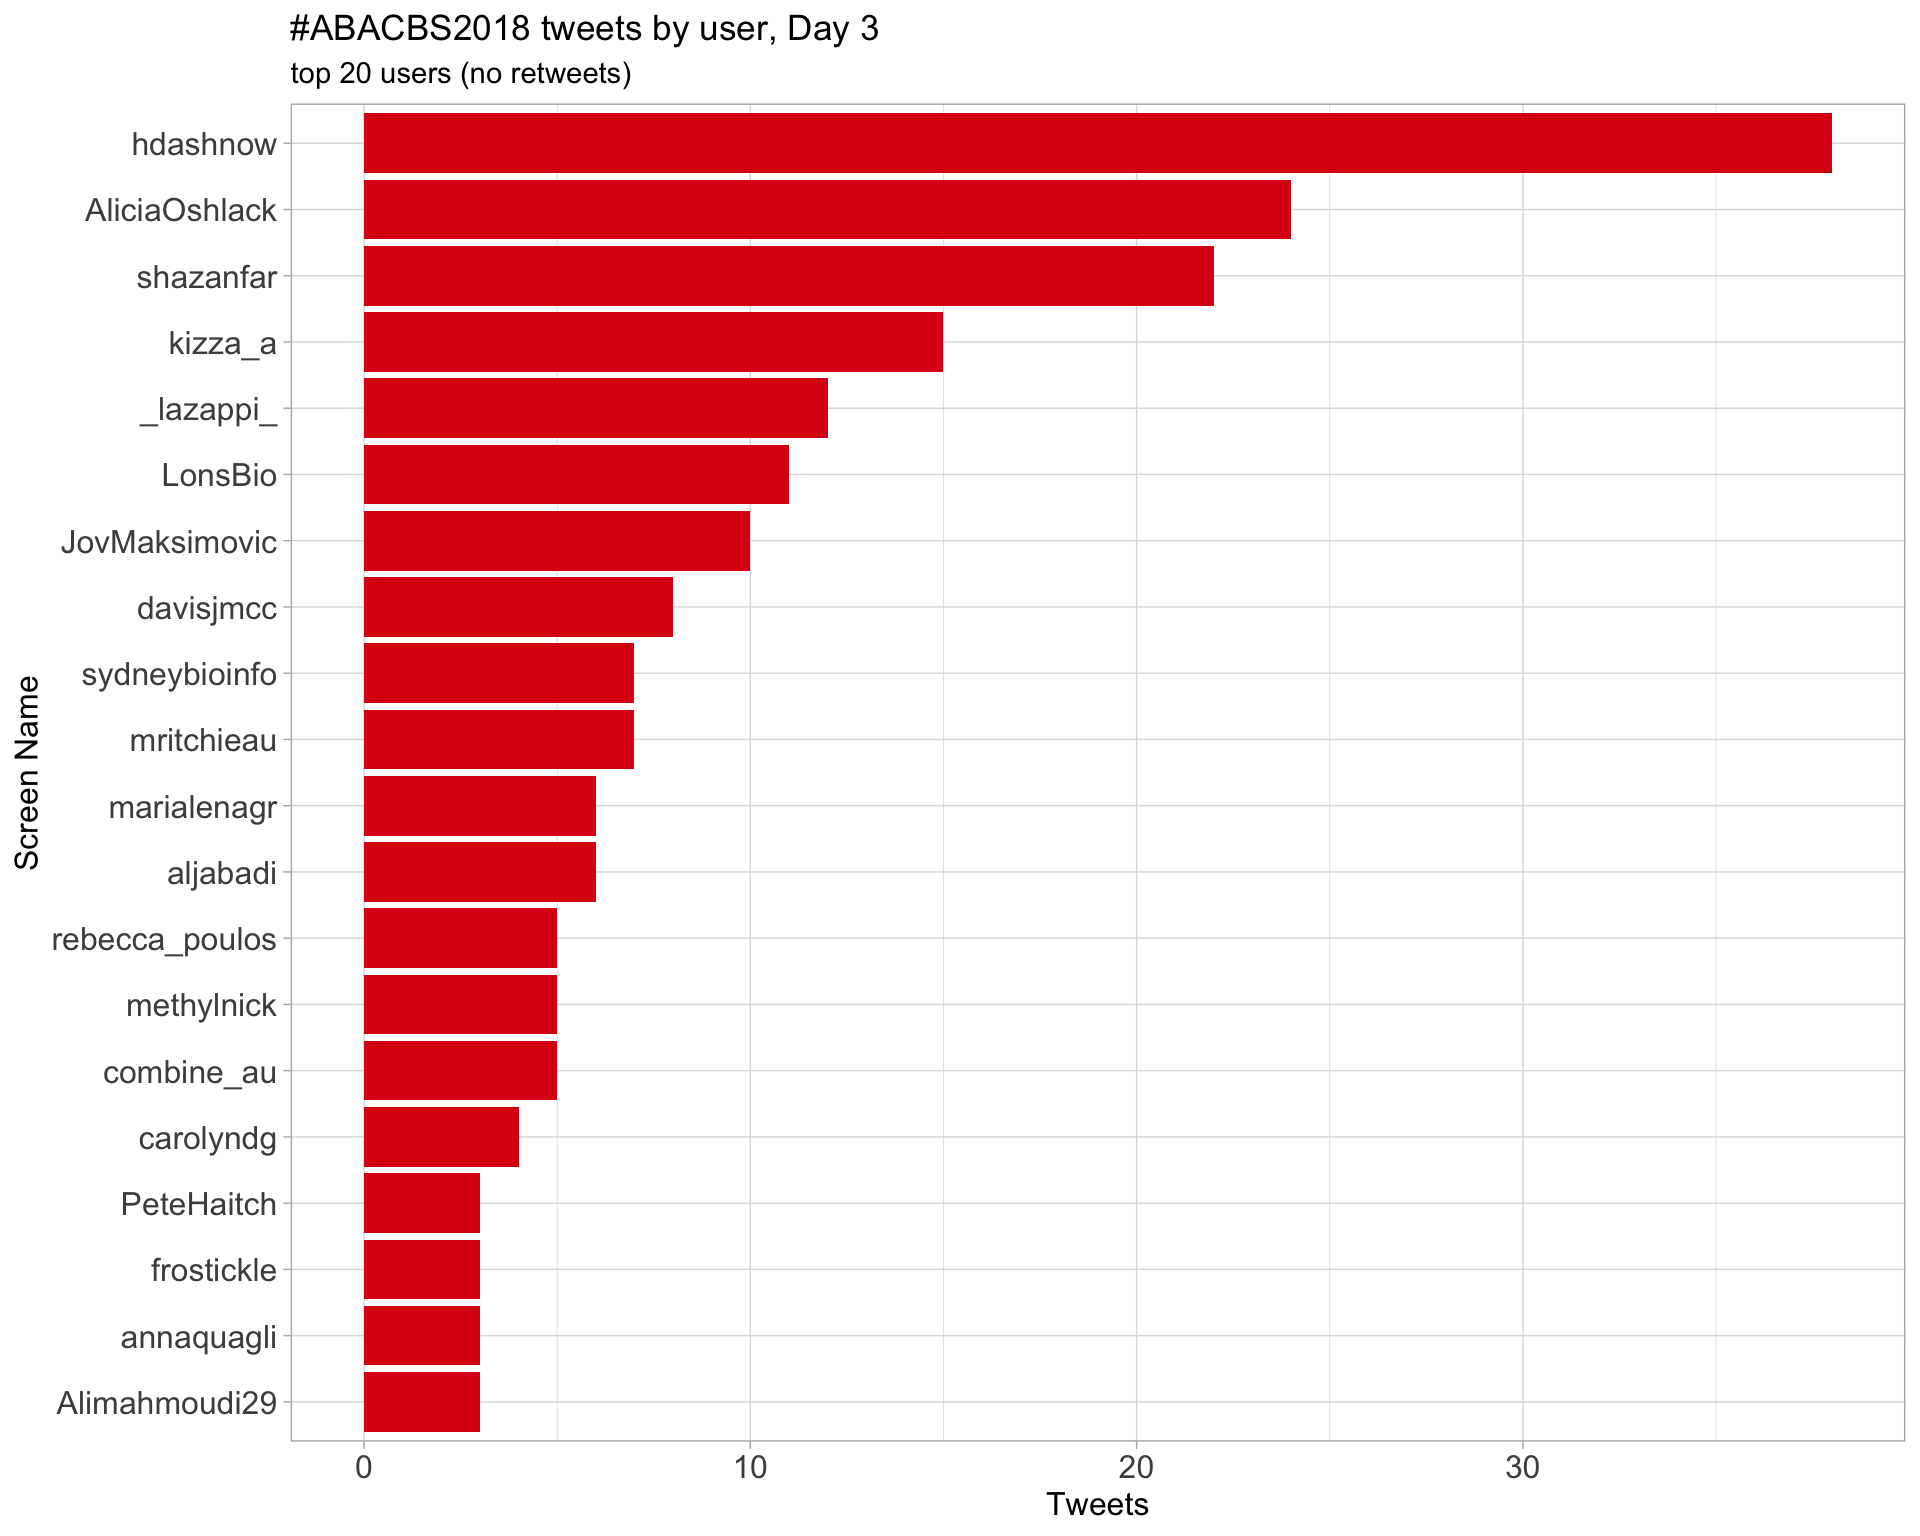 #ABACBS2018 tweets by user, Day 3
top 20 users (no retweets)
hdashnow
AliciaOshlack
shazanfar
kizza_a
_lazappi_
LonsBio
JovMaksimovic
davisjmcc
sydneybioinfo
mritchieau
marialenagr
aljabadi
rebecca_poulos
methylnick
combine_au
carolyndg
PeteHaitch
frostickle
annaquagli
Alimahmoudi29
Screen Name
0 10 20 30
Tweets